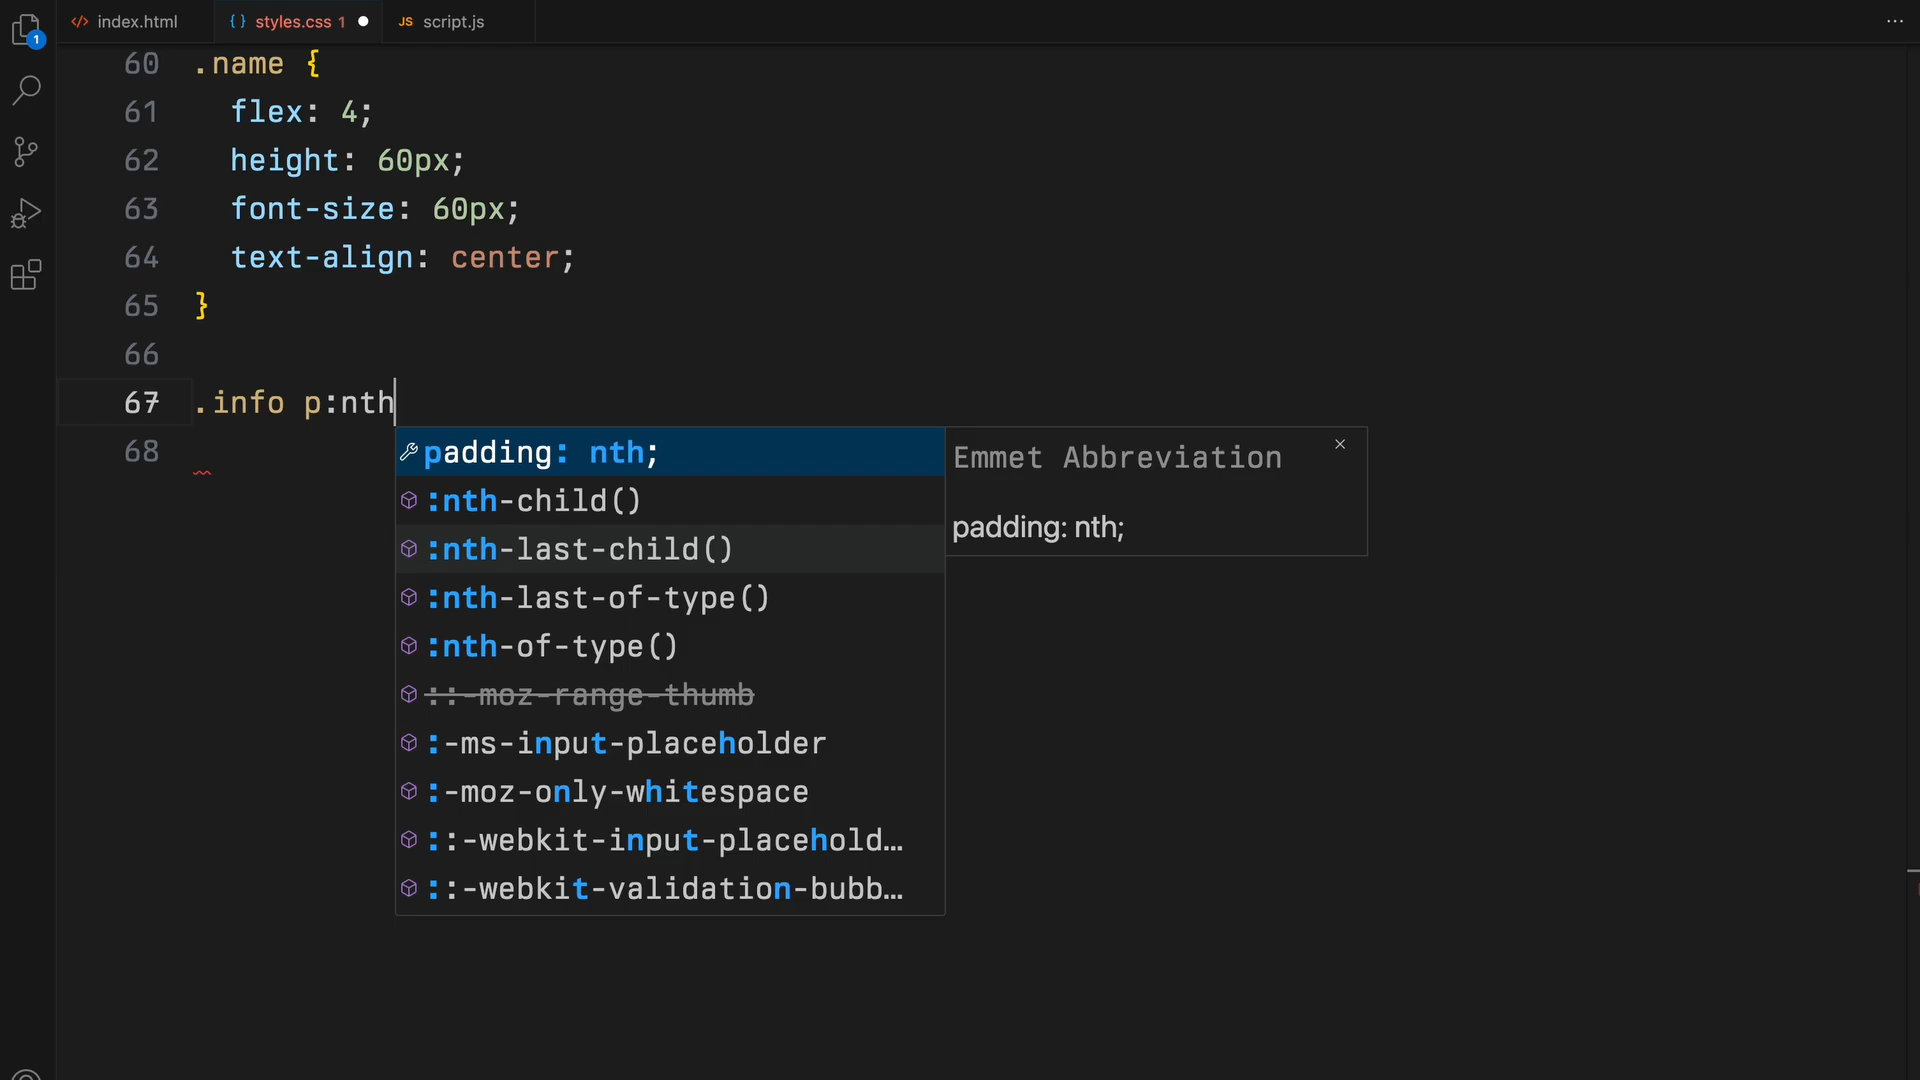 index.html
styles.css 1
JS script.js
1
60 .name {
61 flex: 4;
62 height: 60px;
63 font-size: 60px;
64 text-align: center;
65 }
66
67 .info p:nth
68
padding: nth;
:nth-child()
:nth-last-child()
:nth-last-of-type()
:nth-of-type()
::-moz-range-thumb
:-ms-input-placeholder
:-moz-only-whitespace
::-webkit-input-placehold…
::-webkit-validation-bubb…
Emmet Abbreviation
padding: nth;